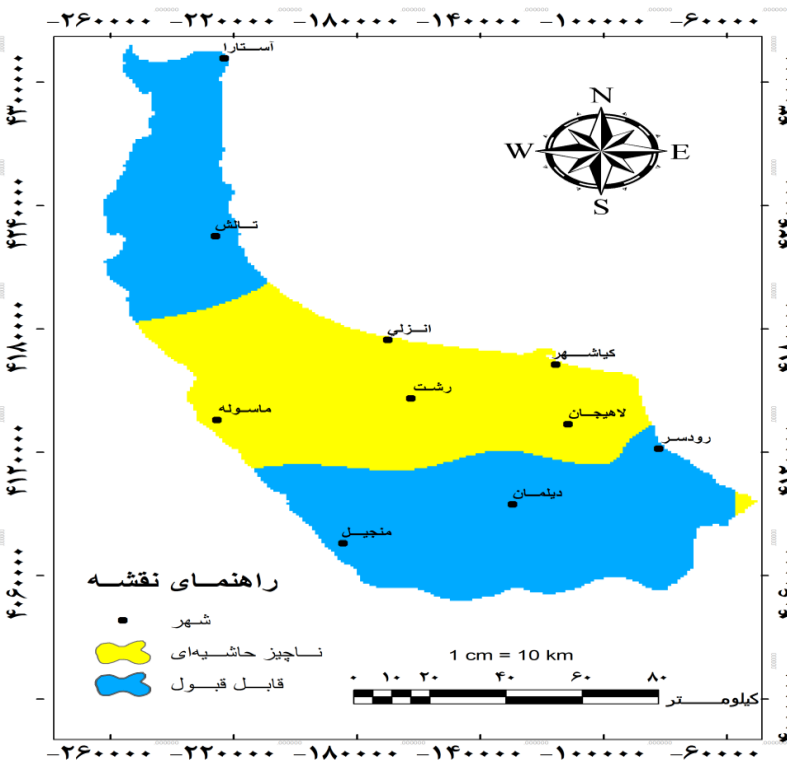 -۲۶۰۰۰۰ -۲۲۰۰۰۰ -۱۸۰۰۰۰ -۱۴۰۰۰۰ -۱۰۰۰۰۰ -۶۰۰۰۰
آستارا
۴۳۰۰۰۰۰
N
W E
S
۴۲۴۰۰۰۰
تالش
۴۱۸۰۰۰۰
انزلی
کیاشهر
رشت
ماسوله
لاهیجان
رودسر
۴۱۲۰۰۰۰
دیلمان
منجیل
۴۰۶۰۰۰۰
راهنمای نقشه
شهر
ناچیز حاشیه‌ای
قابل قبول
1 cm = 10 km
۰ ۱۰ ۲۰ ۴۰ ۶۰ ۸۰
کیلومتر
-۲۶۰۰۰۰ -۲۲۰۰۰۰ -۱۸۰۰۰۰ -۱۴۰۰۰۰ -۱۰۰۰۰۰ -۶۰۰۰۰